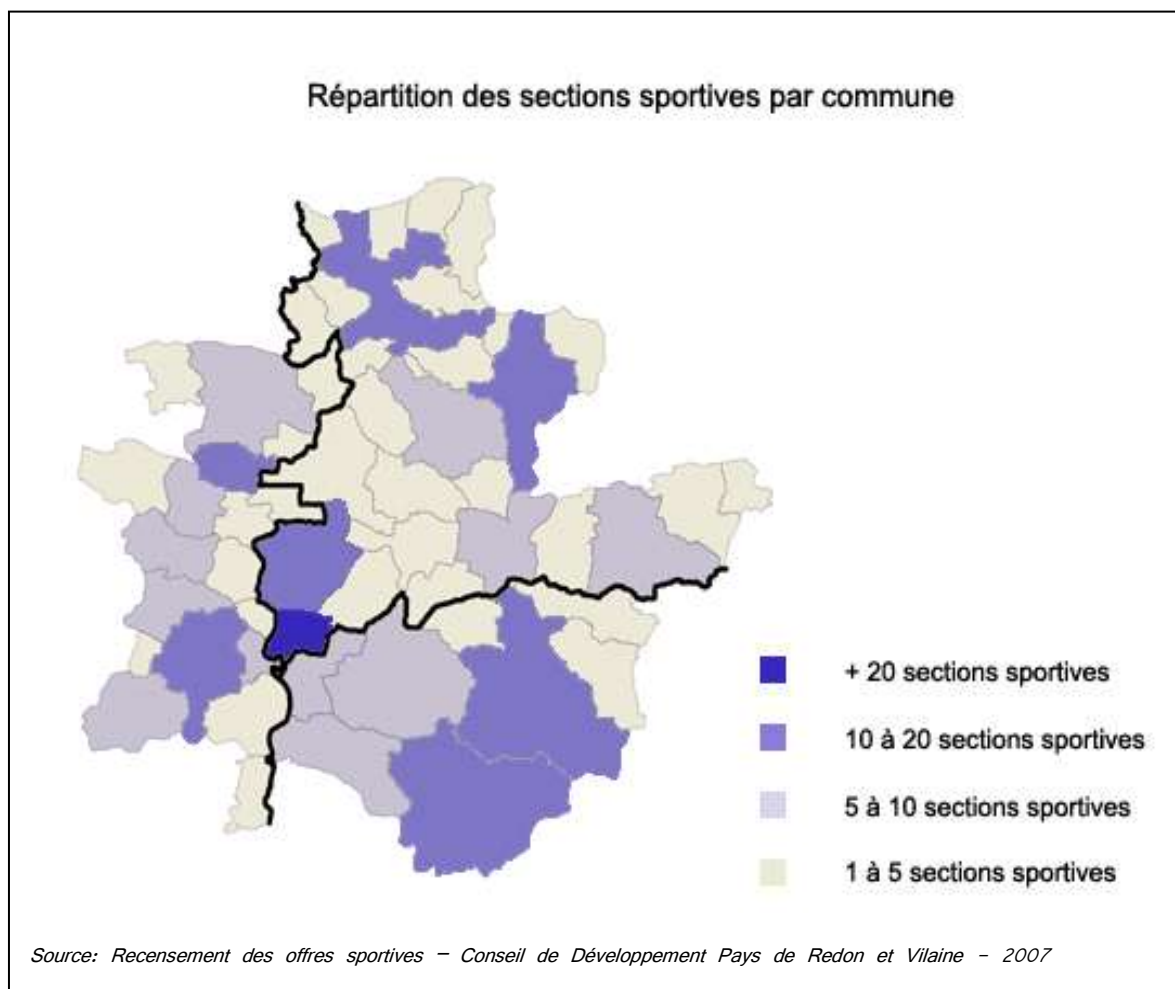 Répartition des sections sportives par commune
+ 20 sections sportives
10 à 20 sections sportives
5 à 10 sections sportives
1 à 5 sections sportives
Source: Recensement des offres sportives – Conseil de Développement Pays de Redon et Vilaine - 2007